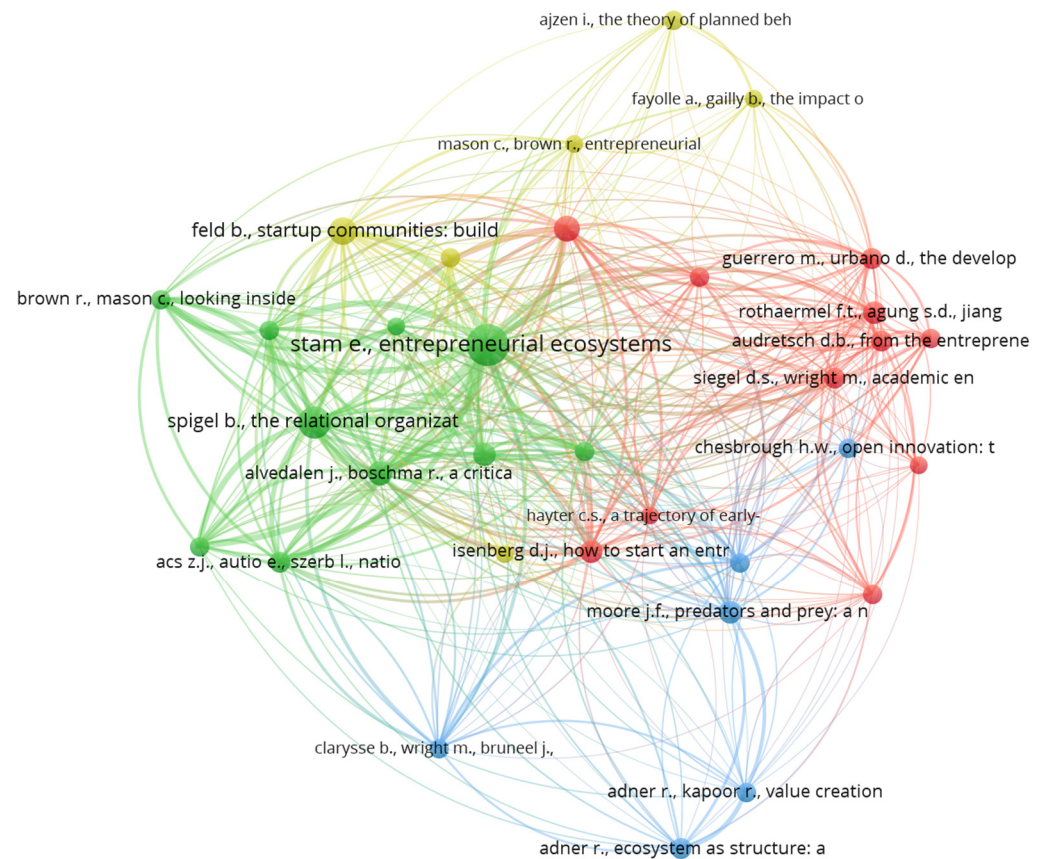 ajzen i., the theory of planned beh
fayolle a., gailly b., the impact o
mason c., brown r., entrepreneurial
feld b., startup communities: build
guerrero m., urbano d., the develop
brown r., mason c., looking inside
rothaermel f.t., agung s.d., jiang
stam e., entrepreneurial ecosystems
audretsch d.b., from the entreprene
siegel d.s., wright m., academic en
spigel b., the relational organizat
chesbrough h.w., open innovation: t
alvedalen j., boschma r., a critica
hayter c.s., a trajectory of early-
isenberg d.j., how to start an entr
acs z.j., autio e., szerb l., natio
moore j.f., predators and prey: a n
clarysse b., wright m., bruneel j.,
adner r., kapoor r., value creation
adner r., ecosystem as structure: a